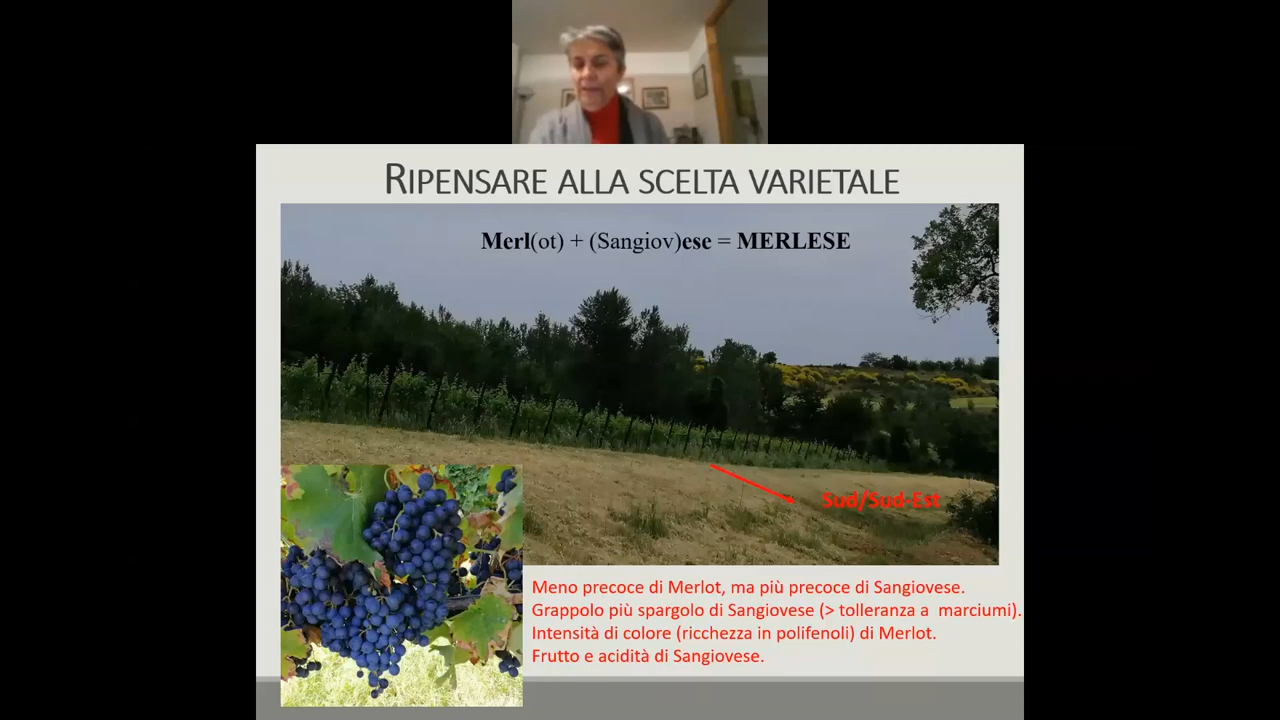 RIPENSARE ALLA SCELTA VARIETALE
Merl(ot) + (Sangiov)ese = MERLESE
Sud/Sud-Est
Meno precoce di Merlot, ma più precoce di Sangiovese.
Grappolo più spargolo di Sangiovese (> tolleranza a marciumi).
Intensità di colore (ricchezza in polifenoli) di Merlot.
Frutto e acidità di Sangiovese.